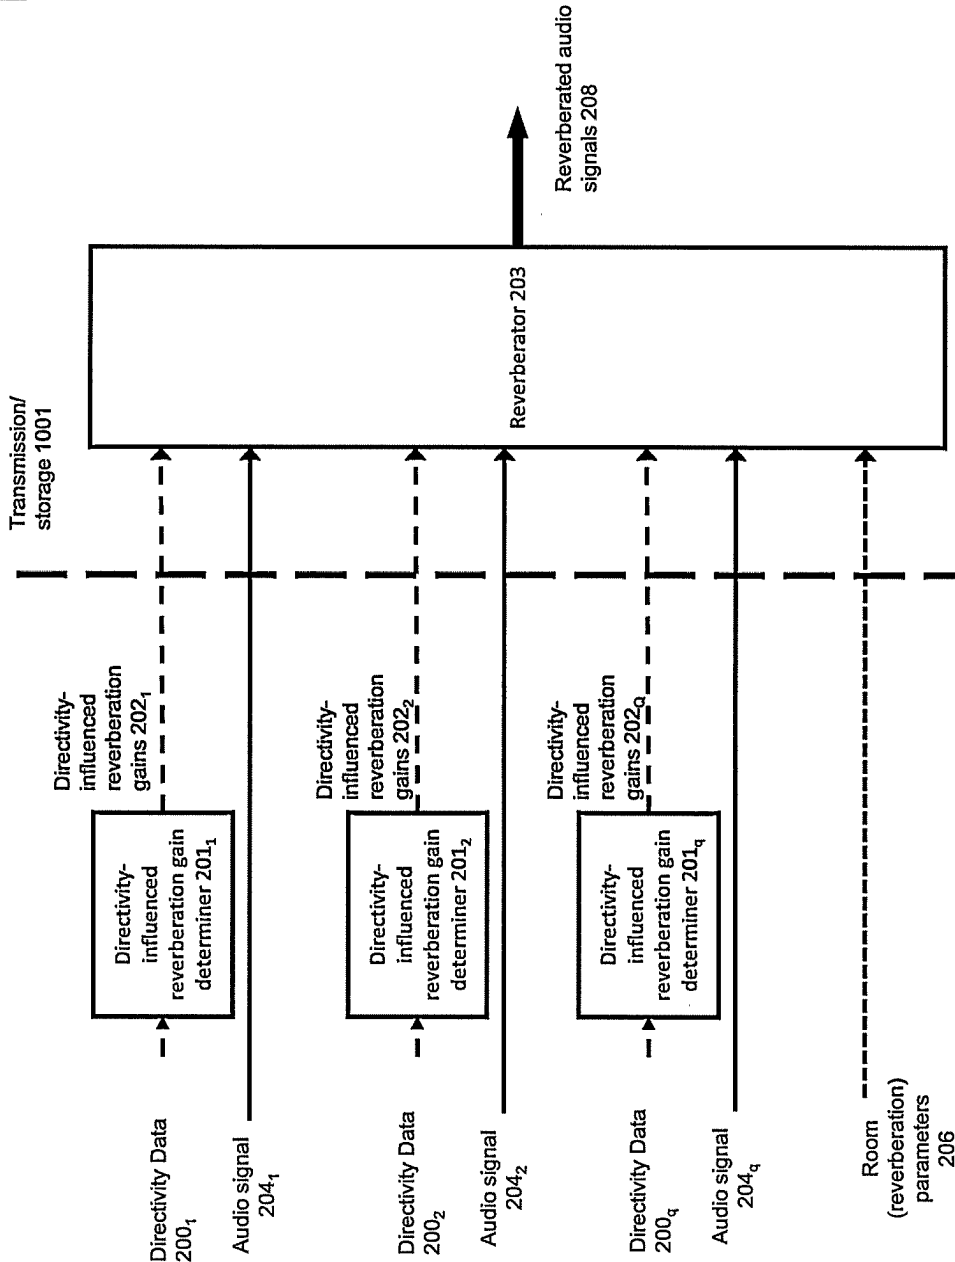 Transmission/
storage 1001
Directivity Data
200₁
Directivity-
influenced
reverberation gain
determiner 201₁
Directivity-
influenced
reverberation
gains 202₁
Audio signal
204₁
Directivity Data
200₂
Directivity-
influenced
reverberation gain
determiner 201₂
Directivity-
influenced
reverberation
gains 202₂
Audio signal
204₂
Directivity Data
200q
Directivity-
influenced
reverberation gain
determiner 201q
Directivity-
influenced
reverberation
gains 202Q
Audio signal
204q
Room
(reverberation)
parameters
206
Reverberator 203
Reverberated audio
signals 208